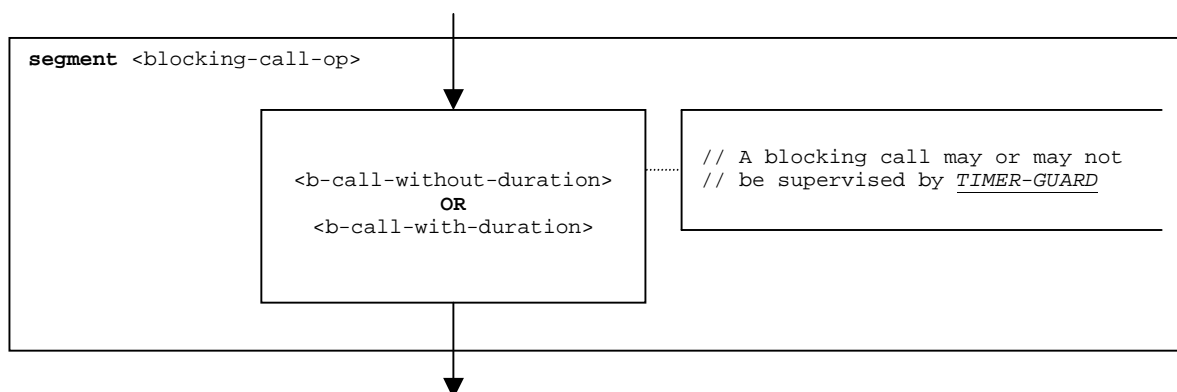 segment <blocking-call-op>
<b-call-without-duration>
OR
<b-call-with-duration>
// A blocking call may or may not
// be supervised by TIMER-GUARD